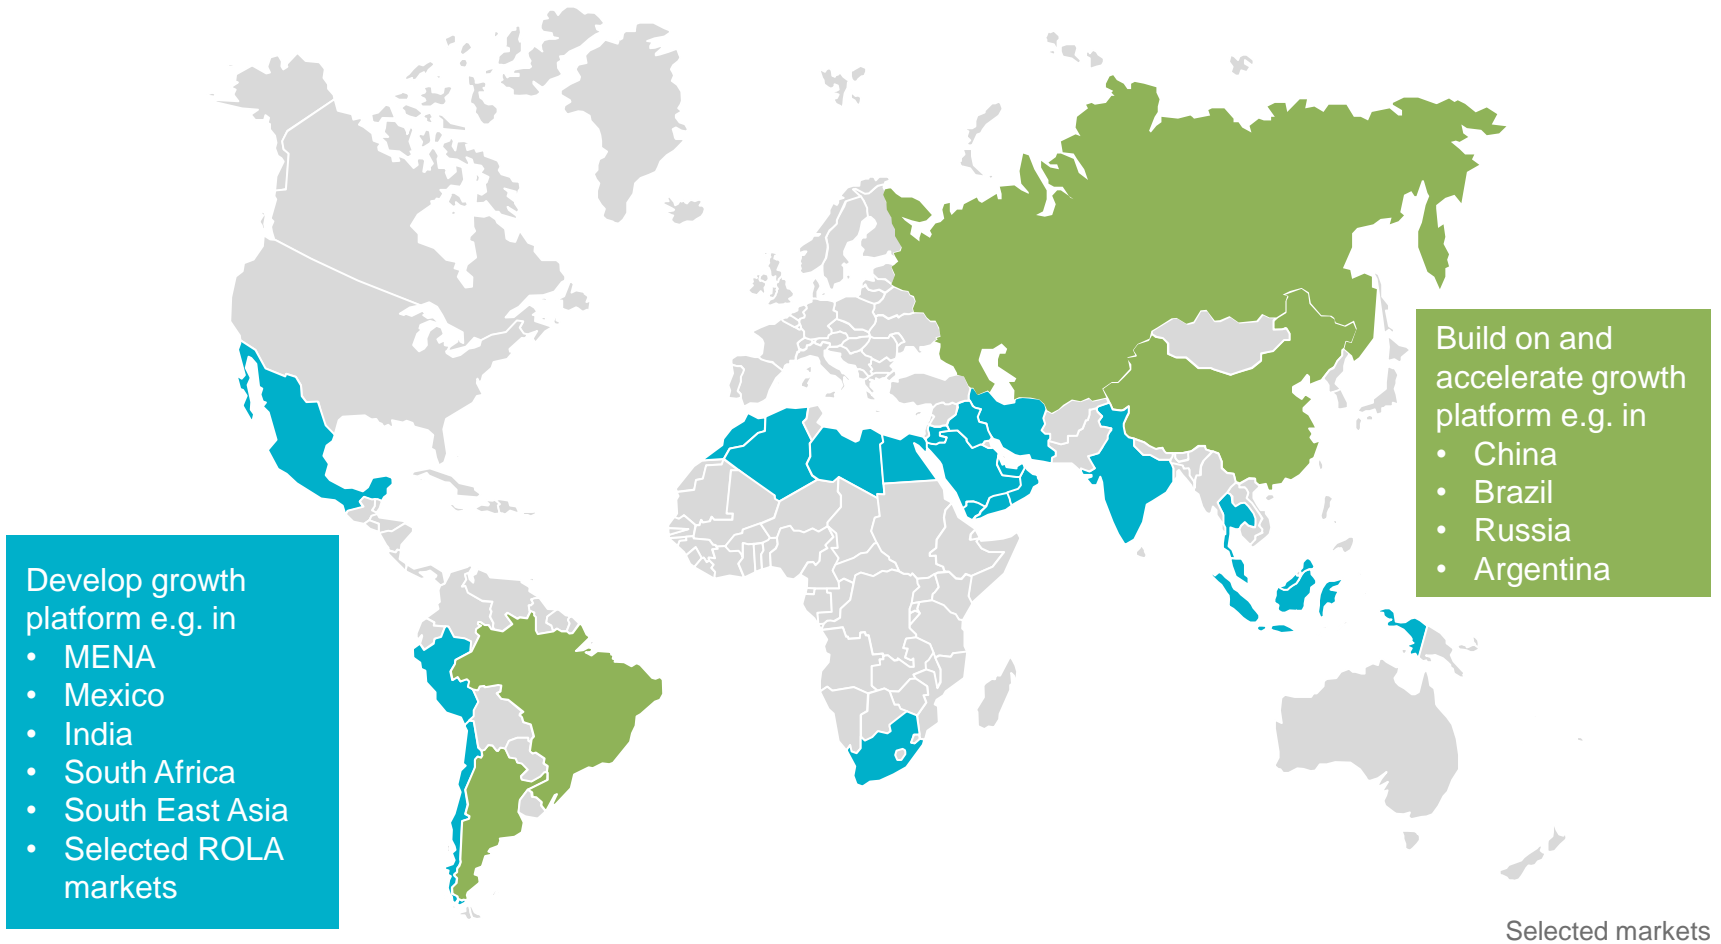 Build on and
accelerate growth
platform e.g. in
• China
• Brazil
• Russia
• Argentina
Develop growth
platform e.g. in
• MENA
• Mexico
• India
• South Africa
• South East Asia
• Selected ROLA
markets
Selected markets